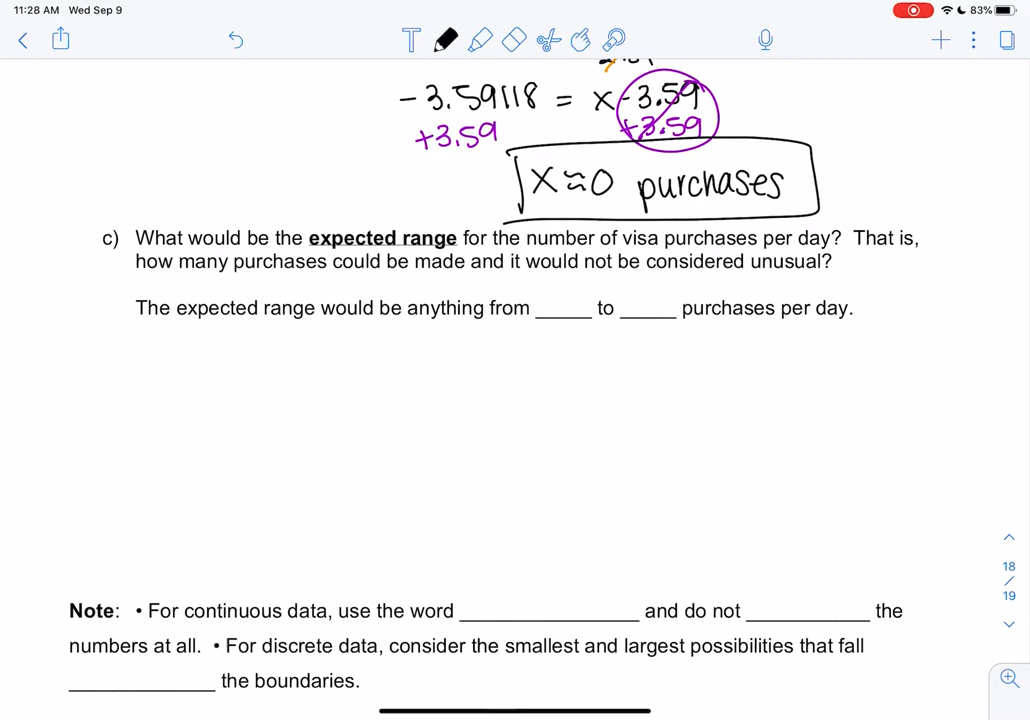 11:28 AM Wed Sep 9 83%
T
-3.59118 = x -3.59
+3.59 +3.59
x≈0 purchases
c) What would be the expected range for the number of visa purchases per day? That is,
how many purchases could be made and it would not be considered unusual?
The expected range would be anything from _____ to _____ purchases per day.
18
/
19
Note: • For continuous data, use the word ________________ and do not ___________ the
numbers at all. • For discrete data, consider the smallest and largest possibilities that fall
_____________ the boundaries.